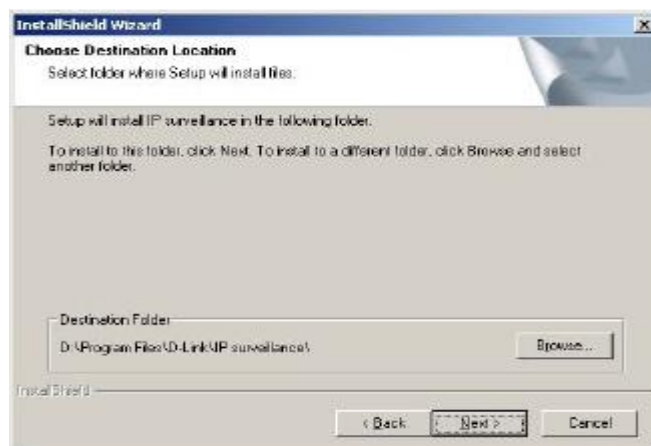 InstallShield Wizard
Choose Destination Location
Select folder where Setup will install files.
Setup will install IP surveillance in the following folder.
To install to this folder, click Next. To install to a different folder, click Browse and select
another folder.
Destination Folder
D:\Program Files\D-Link\IP surveillance\
Browse...
InstallShield
< Back
Next >
Cancel